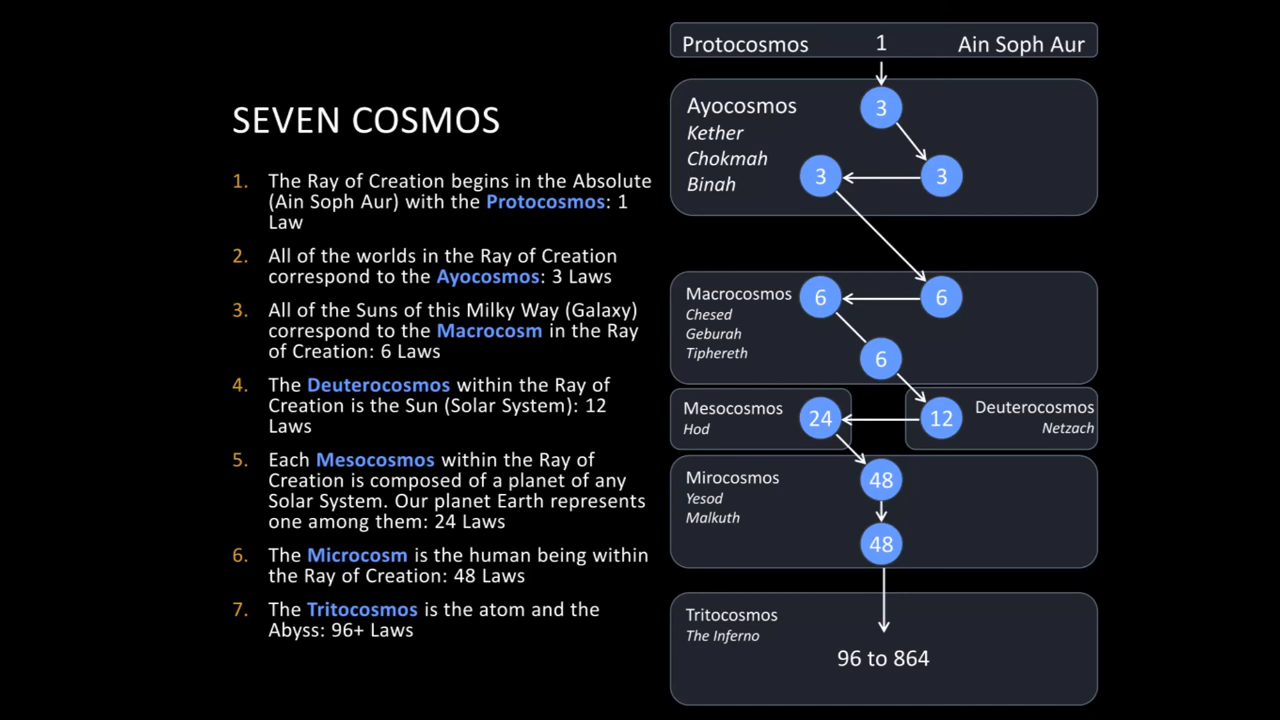 SEVEN COSMOS
1. The Ray of Creation begins in the Absolute
(Ain Soph Aur) with the Protocosmos: 1
Law
2. All of the worlds in the Ray of Creation
correspond to the Ayocosmos: 3 Laws
3. All of the Suns of this Milky Way (Galaxy)
correspond to the Macrocosm in the Ray
of Creation: 6 Laws
4. The Deuterocosmos within the Ray of
Creation is the Sun (Solar System): 12
Laws
5. Each Mesocosmos within the Ray of
Creation is composed of a planet of any
Solar System. Our planet Earth represents
one among them: 24 Laws
6. The Microcosm is the human being within
the Ray of Creation: 48 Laws
7. The Tritocosmos is the atom and the
Abyss: 96+ Laws
Protocosmos 1 Ain Soph Aur
Ayocosmos
3
Kether
Chokmah
Binah
3 3
Macrocosmos
6 6
Chesed
Geburah
Tiphereth
6
Mesocosmos
Hod
24
12
Deuterocosmos
Netzach
Mirocosmos
48
Yesod
Malkuth
48
Tritocosmos
The Inferno
96 to 864